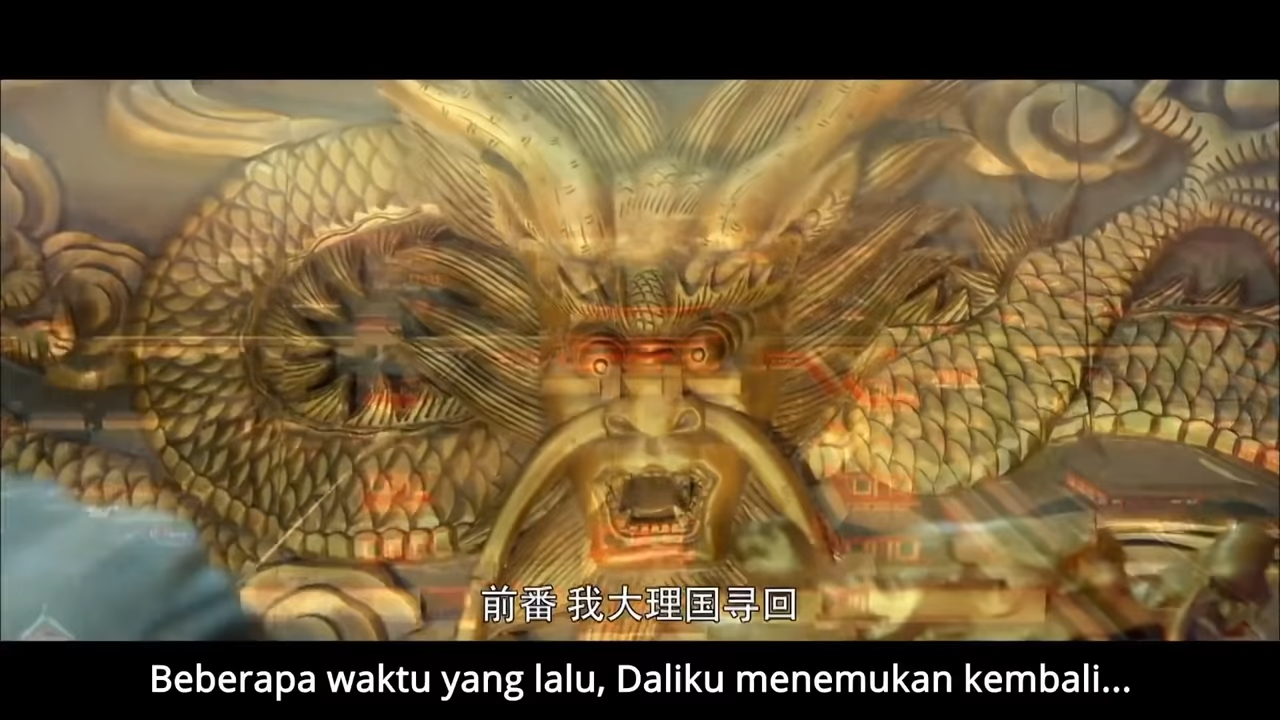 前番 我大理国寻回
Beberapa waktu yang lalu, Daliku menemukan kembali...